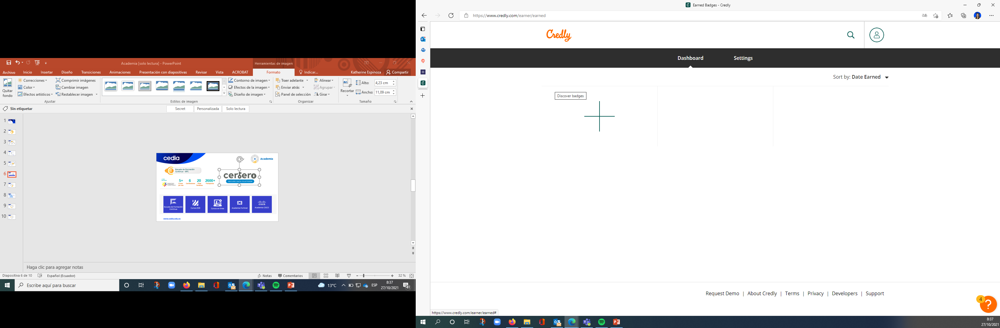 Academia [solo lectura] - PowerPoint
Herramientas de imagen
Archivo
Inicio
Insertar
Diseño
Transiciones
Animaciones
Presentación con diapositivas
Revisar
Vista
ACROBAT
Formato
Indicar...
Katherine Espinoza
Compartir
Quitar
fondo
Correcciones
Color
Efectos artísticos
Comprimir imágenes
Cambiar imagen
Restablecer imagen
Ajustar
Estilos de imagen
Contorno de imagen
Efectos de la imagen
Diseño de imagen
Traer adelante
Enviar atrás
Panel de selección
Alinear
Agrupar
Girar
Organizar
Recortar
Alto: 4,23 cm
Ancho: 11,09 cm
Tamaño
Sin etiquetar
Secret
Personalizada
Solo lectura
1
2
3
4
5
6
7
8
9
10
cedia
Academia
Escuela de Formación
Continua - EFC
5+
6
20
2600+
certero
SECURE DATA PLATFORM
Escuela de Formación
Continua
Cursos ESR
Cursos en línea
Academia Fortinet
CISCO
Academia CISCO
www.cedia.edu.ec
Haga clic para agregar notas
Diapositiva 6 de 10
Español (Ecuador)
Notas
Comentarios
32 %
Escribe aquí para buscar
13°C
ESP
8:37
27/10/2021
41
Earned Badges - Credly
https://www.credly.com/earner/earned
Credly
Dashboard
Settings
Sort by: Date Earned
Discover badges
Request Demo | About Credly | Terms | Privacy | Developers | Support
4
?
https://www.credly.com/earner/earned#
8:37
27/10/2021